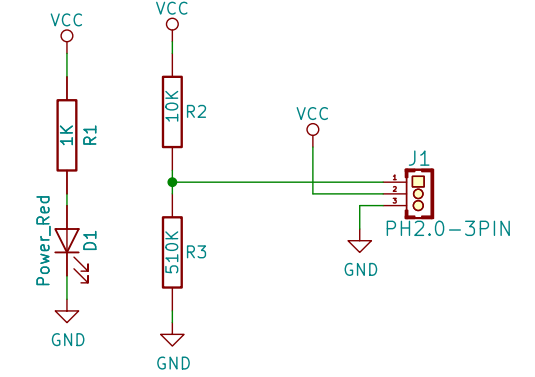 VCC
1K
R1
Power_Red
D1
GND
VCC
10K
R2
510K
R3
GND
VCC
J1
1
2
3
PH2.0-3PIN
GND